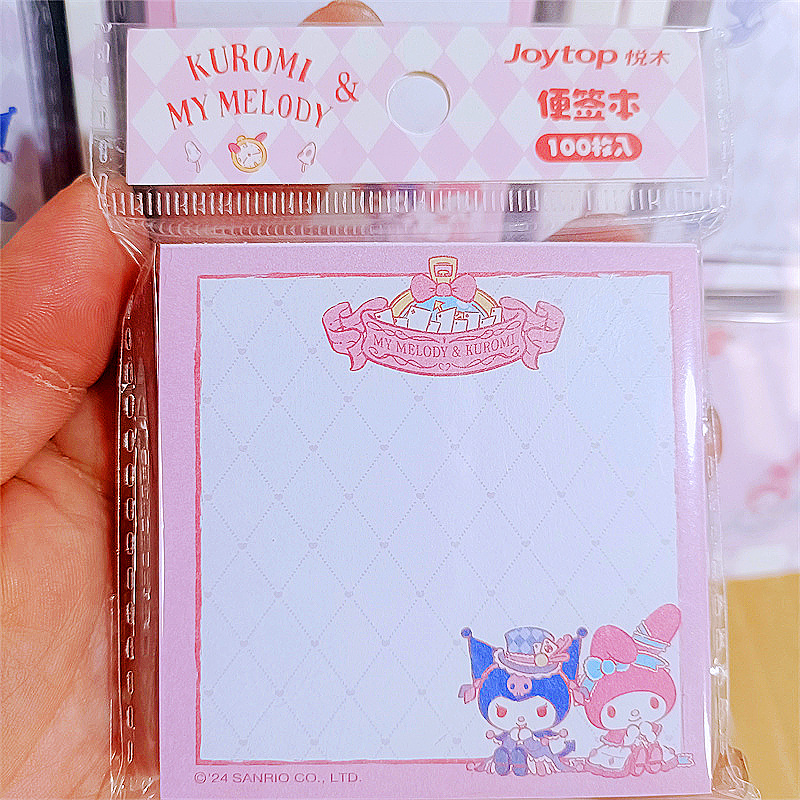 KUROMI &
MY MELODY
Joytop 悦木
便签本
100枚入
MY MELODY & KUROMI
© '24 SANRIO CO., LTD.